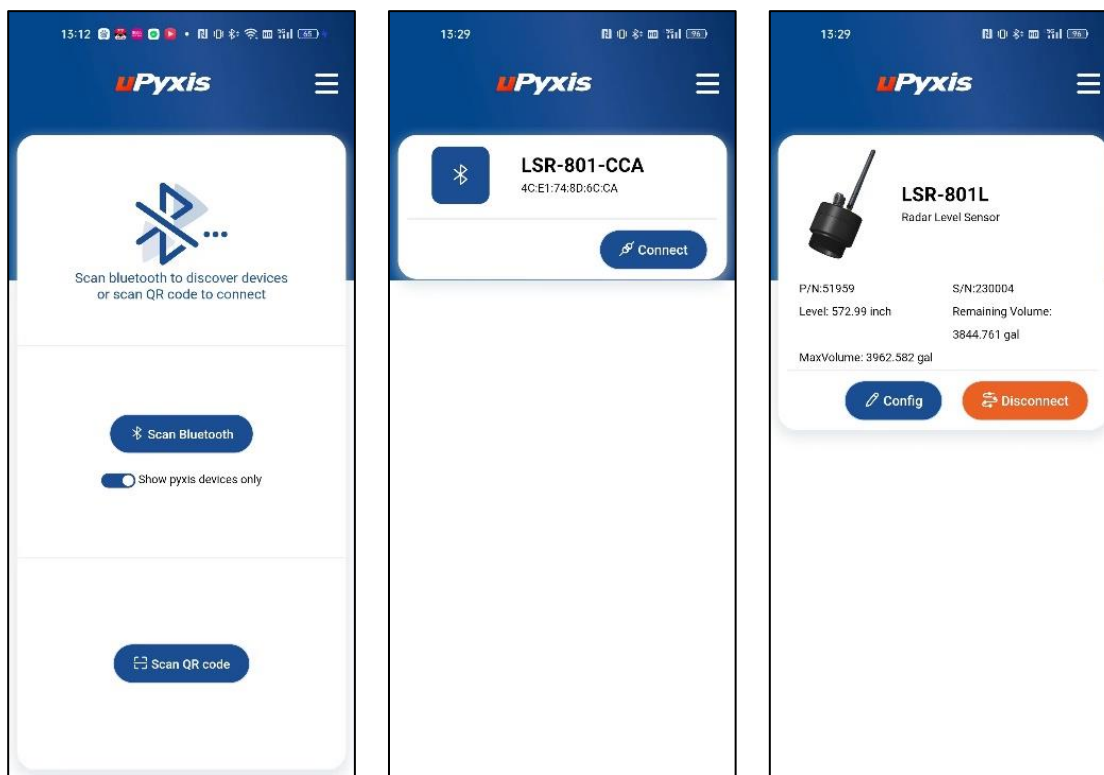 13:12
65
uPyxis
Scan bluetooth to discover devices
or scan QR code to connect
Scan Bluetooth
Show pyxis devices only
Scan QR code
13:29
96
uPyxis
LSR-801-CCA
4C:E1:74:8D:6C:CA
Connect
13:29
96
uPyxis
LSR-801L
Radar Level Sensor
P/N:51959
S/N:230004
Level: 572.99 inch
Remaining Volume:
3844.761 gal
MaxVolume: 3962.582 gal
Config
Disconnect